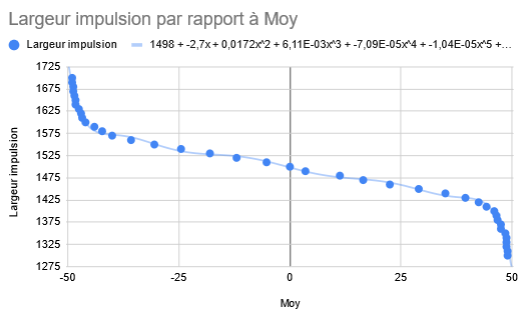 Largeur impulsion par rapport à Moy
Largeur impulsion 1498 + -2,7x + 0,0172x^2 + 6,11E-03x^3 + -7,09E-05x^4 + -1,04E-05x^5 +...
Largeur impulsion
1725
1675
1625
1575
1525
1475
1425
1375
1325
1275
-50 -25 0 25 50
Moy